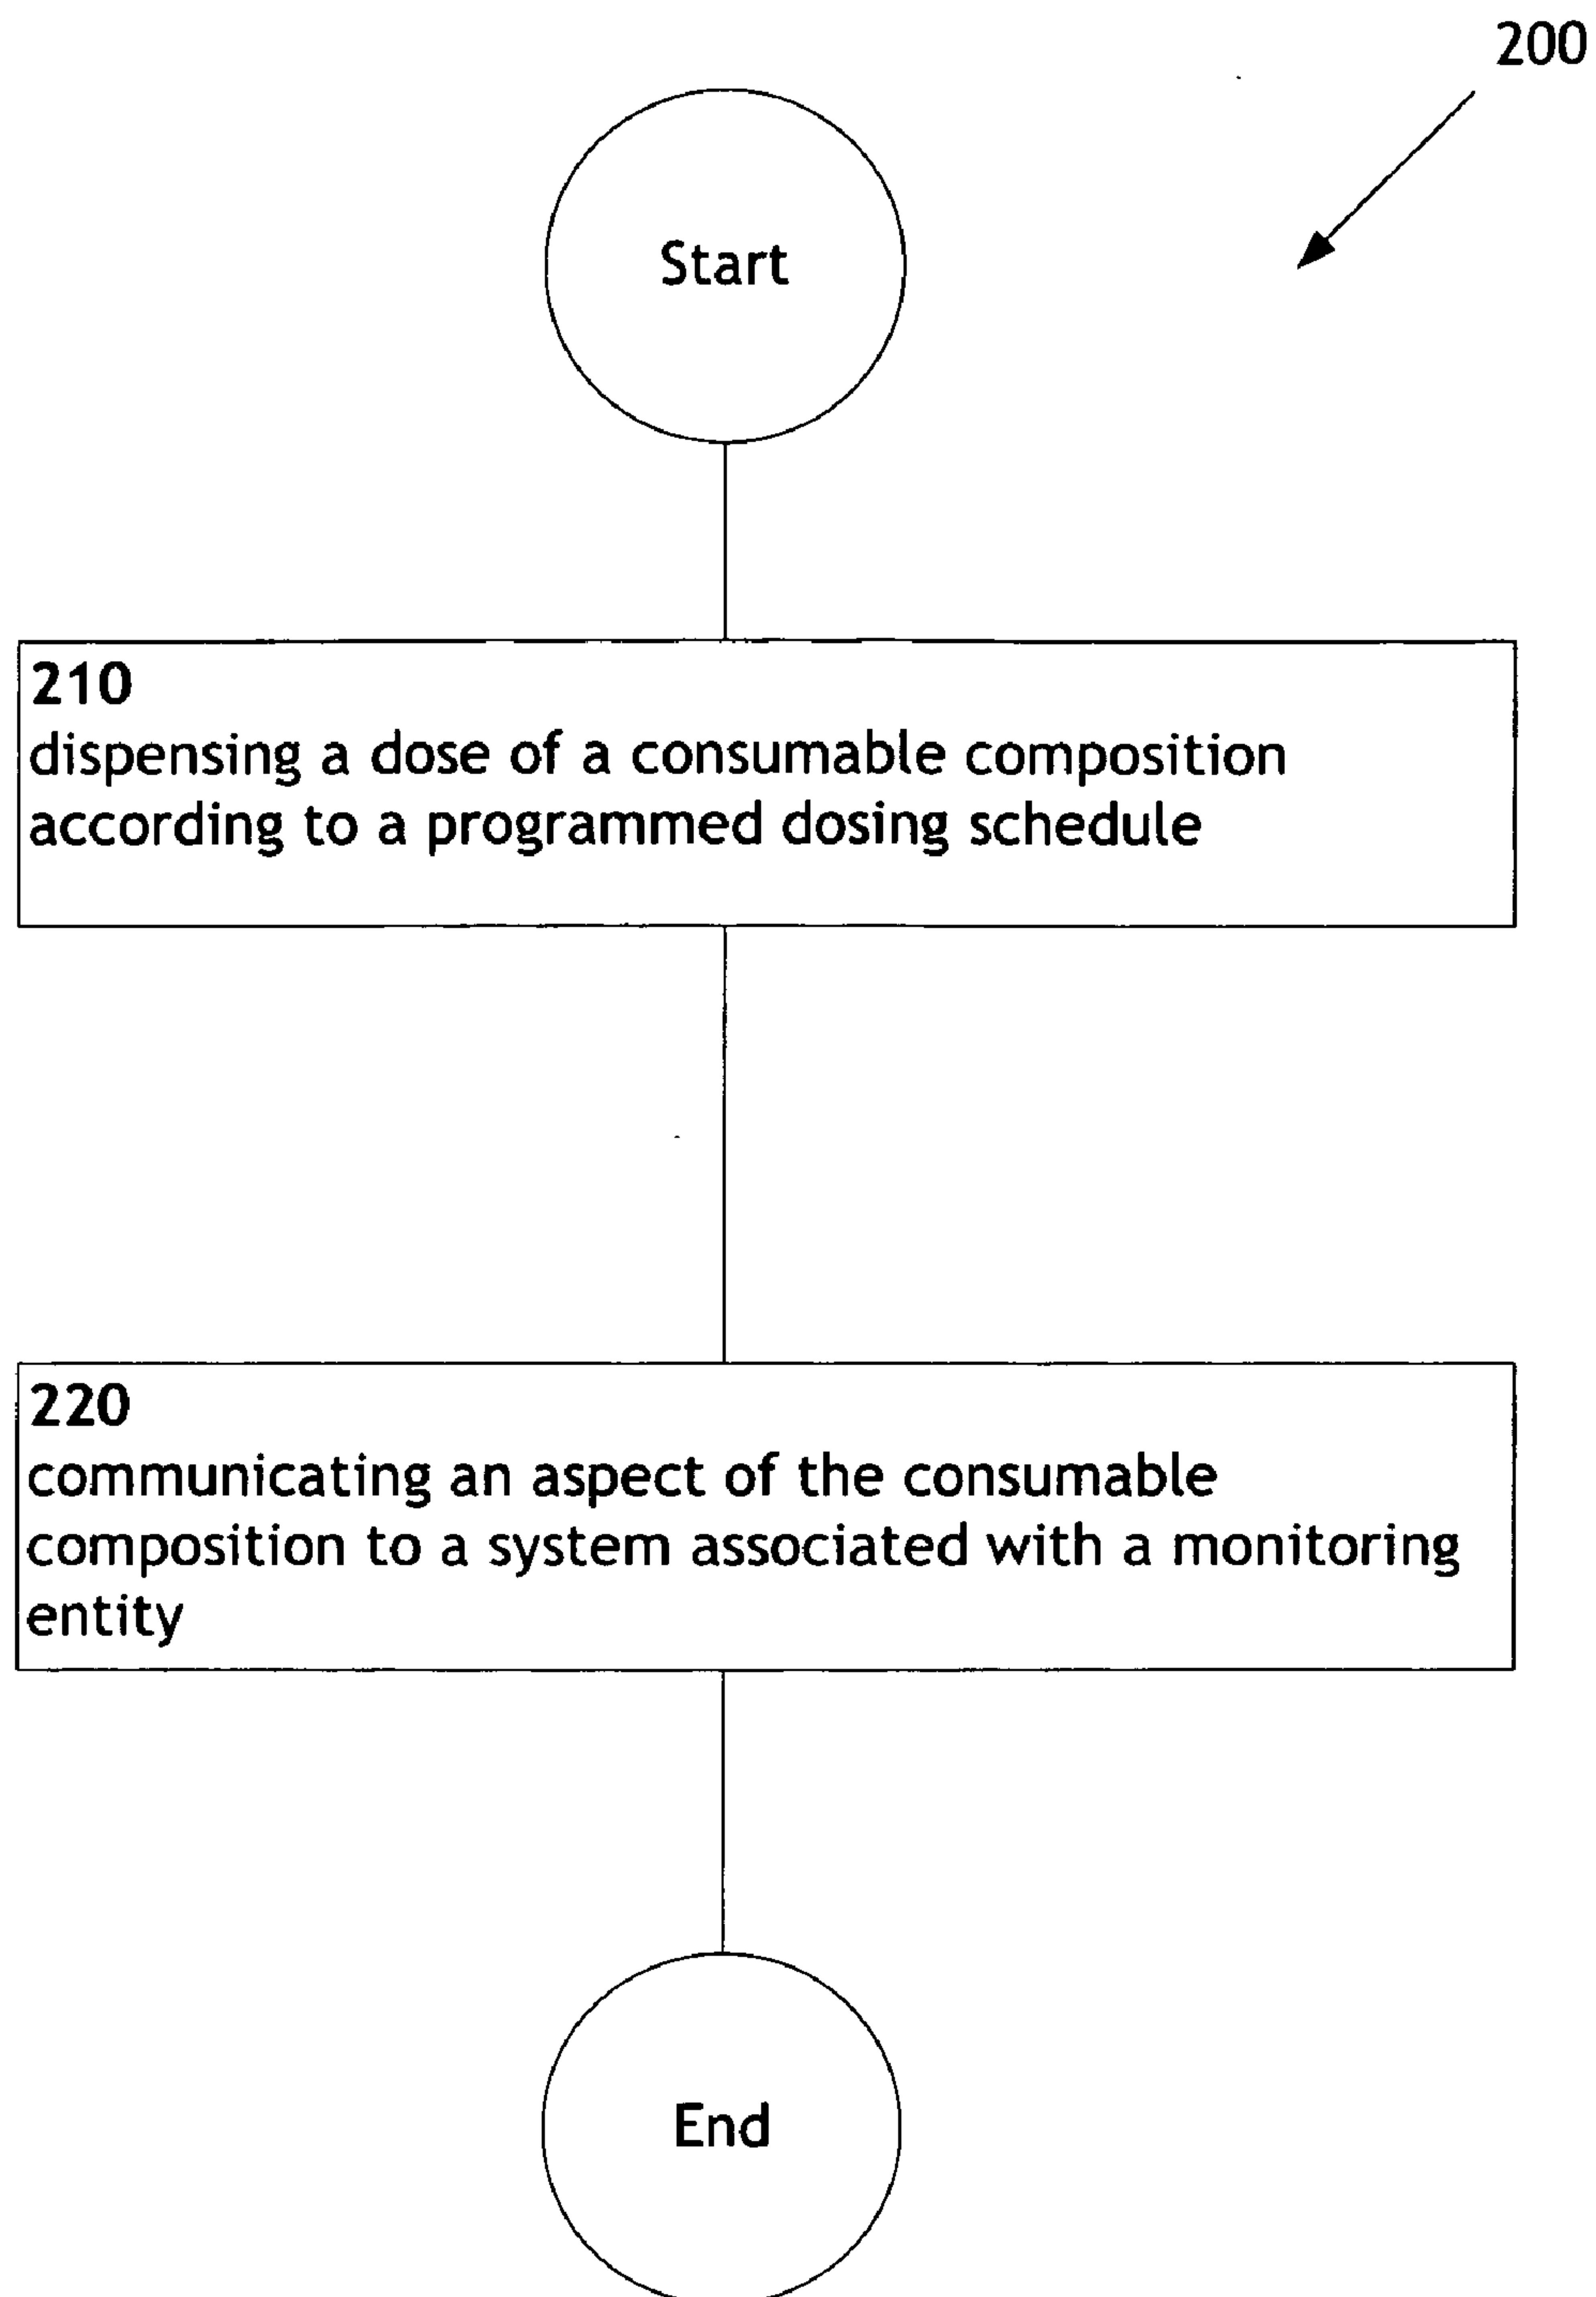 200
Start
210
dispensing a dose of a consumable composition
according to a programmed dosing schedule
220
communicating an aspect of the consumable
composition to a system associated with a monitoring
entity
End